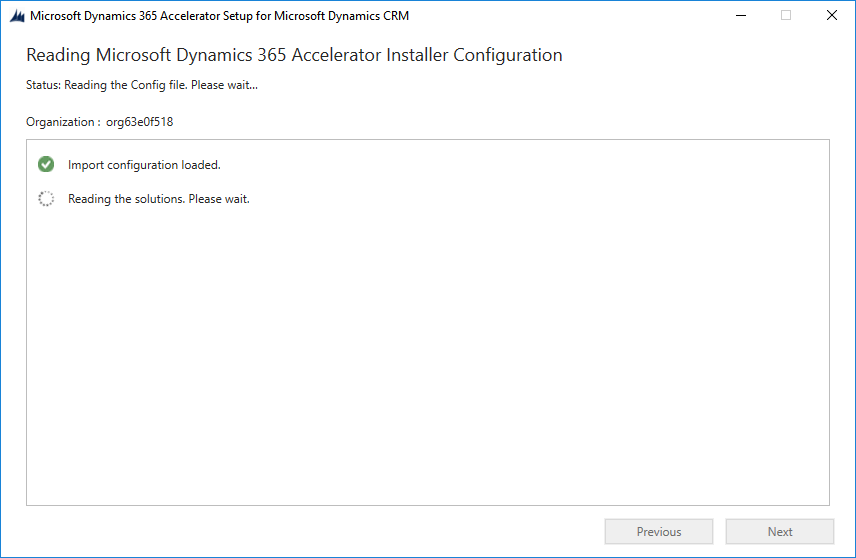 Microsoft Dynamics 365 Accelerator Setup for Microsoft Dynamics CRM
Reading Microsoft Dynamics 365 Accelerator Installer Configuration
Status: Reading the Config file. Please wait...
Organization : org63e0f518
Import configuration loaded.
Reading the solutions. Please wait.
Previous Next